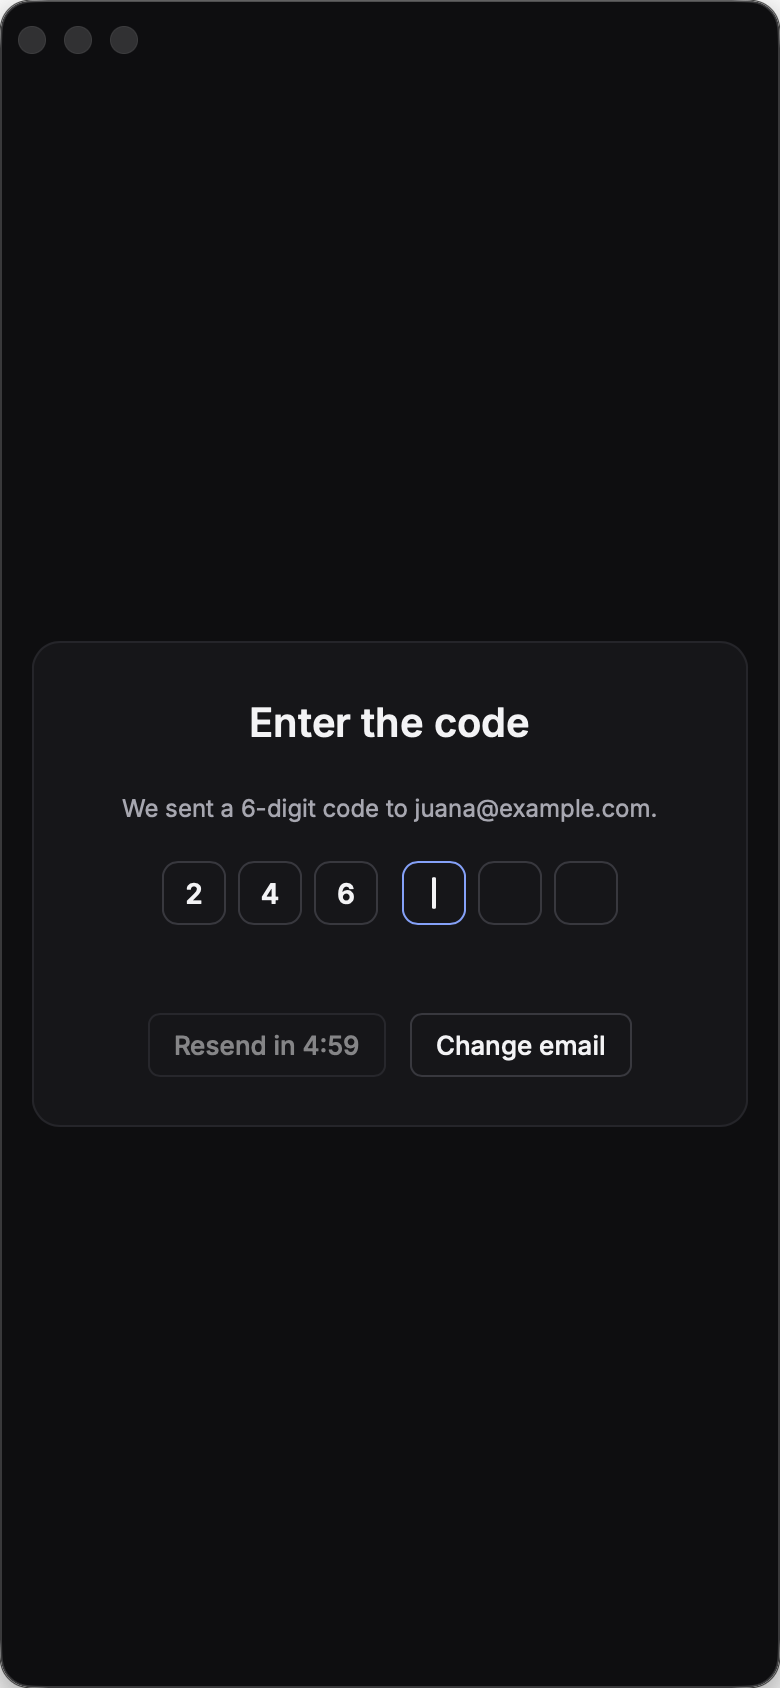 Enter the code
We sent a 6-digit code to juana@example.com.
2 4 6
Resend in 4:59 Change email